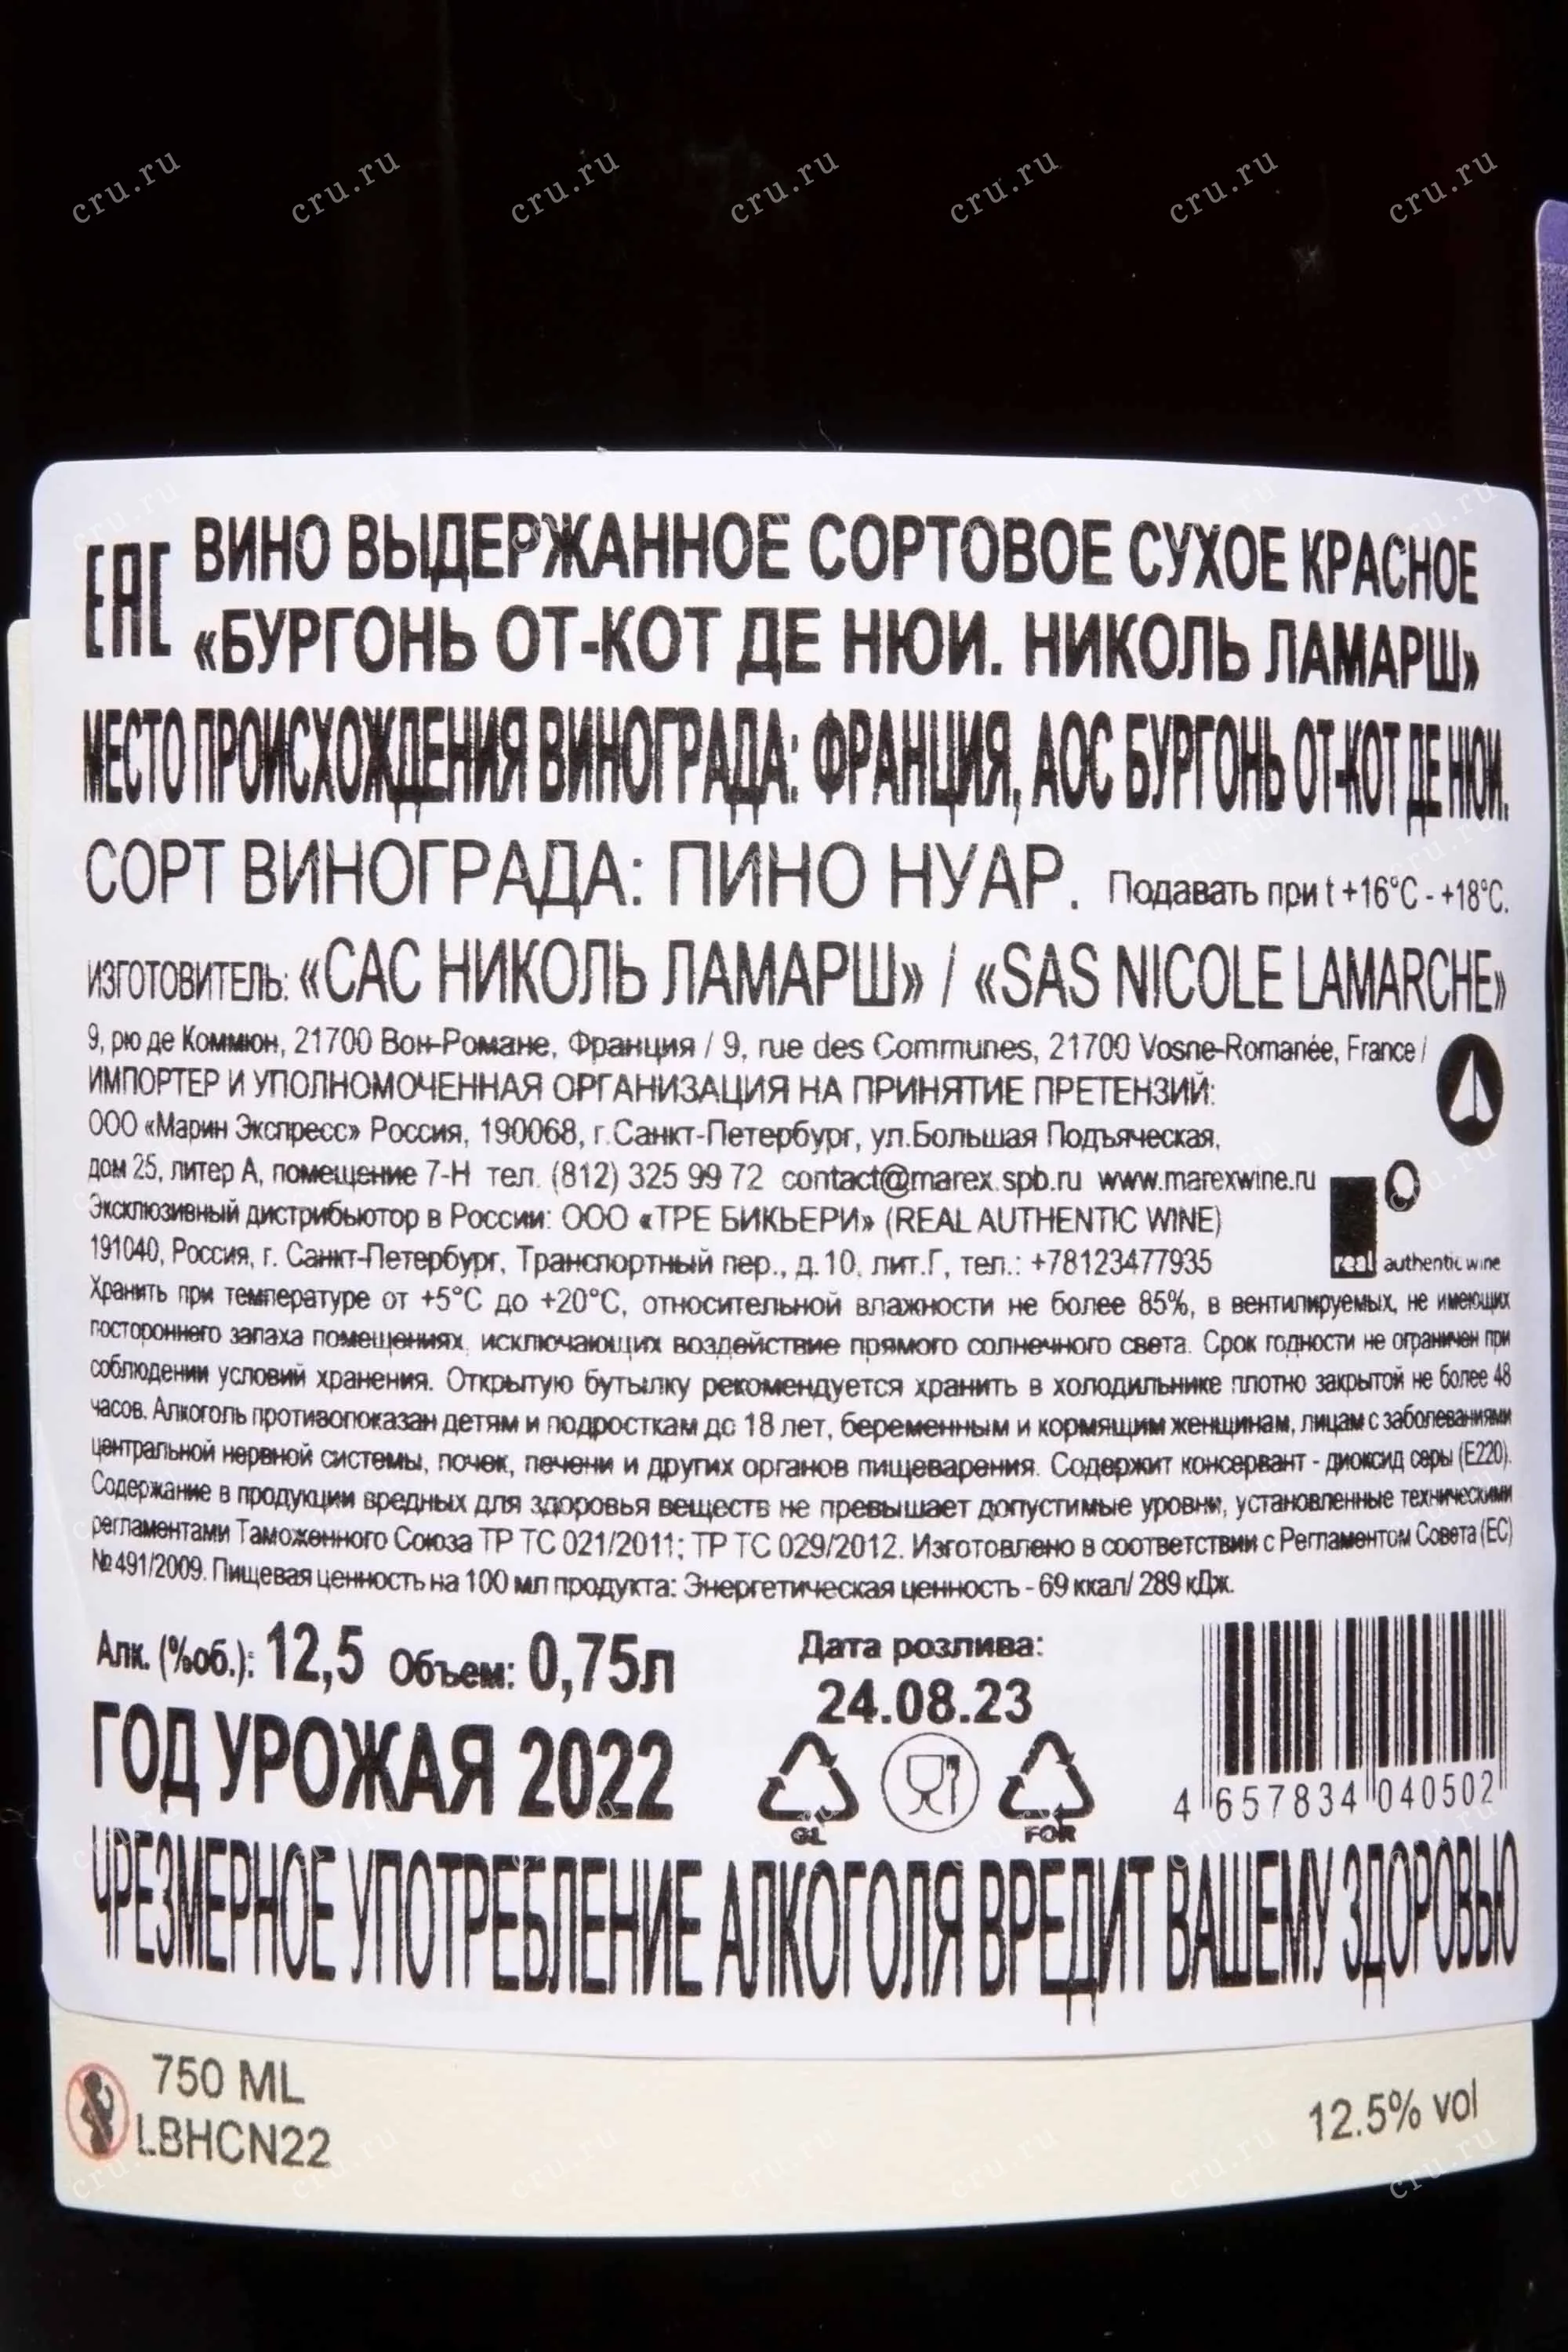 cru.ru cru.ru cru.ru cru.ru cru.ru cru.ru cru.ru
EAC
ВИНО ВЫДЕРЖАННОЕ СОРТОВОЕ СУХОЕ КРАСНОЕ
«БУРГОНЬ ОТ-КОТ ДЕ НЮИ. НИКОЛЬ ЛАМАРШ»
МЕСТО ПРОИСХОЖДЕНИЯ ВИНОГРАДА: ФРАНЦИЯ, АОС БУРГОНЬ ОТ-КОТ ДЕ НЮИ.
СОРТ ВИНОГРАДА: ПИНО НУАР. Подавать при t +16°C - +18°C.
ИЗГОТОВИТЕЛЬ: «САС НИКОЛЬ ЛАМАРШ» / «SAS NICOLE LAMARCHE»
9, рю де Коммюн, 21700 Вон-Романе, Франция / 9, rue des Communes, 21700 Vosne-Romanée, France /
ИМПОРТЕР И УПОЛНОМОЧЕННАЯ ОРГАНИЗАЦИЯ НА ПРИНЯТИЕ ПРЕТЕНЗИЙ:
ООО «Марин Экспресс» Россия, 190068, г.Санкт-Петербург, ул.Большая Подъяческая,
дом 25, литер А, помещение 7-Н тел. (812) 325 99 72 contact@marex.spb.ru www.marexwine.ru
Эксклюзивный дистрибьютор в России: ООО «ТРЕ БИКЬЕРИ» (REAL AUTHENTIC WINE)
191040, Россия, г. Санкт-Петербург, Транспортный пер., д.10, лит.Г, тел.: +78123477935
real authentic wine
Хранить при температуре от +5°C до +20°C, относительной влажности не более 85%, в вентилируемых, не имеющих
постороннего запаха помещениях, исключающих воздействие прямого солнечного света. Срок годности не ограничен при
соблюдении условий хранения. Открытую бутылку рекомендуется хранить в холодильнике плотно закрытой не более 48
часов. Алкоголь противопоказан детям и подросткам до 18 лет, беременным и кормящим женщинам, лицам с заболеваниями
центральной нервной системы, почек, печени и других органов пищеварения. Содержит консервант - диоксид серы (Е220).
Содержание в продукции вредных для здоровья веществ не превышает допустимые уровни, установленные техническими
регламентами Таможенного Союза ТР ТС 021/2011; ТР ТС 029/2012. Изготовлено в соответствии с Регламентом Совета (ЕС)
№491/2009. Пищевая ценность на 100 мл продукта: Энергетическая ценность - 69 ккал/ 289 кДж.
Алк. (%об.): 12,5 Объем: 0,75л
ГОД УРОЖАЯ 2022
Дата розлива:
24.08.23
GL FOR
4 657834 040502
ЧРЕЗМЕРНОЕ УПОТРЕБЛЕНИЕ АЛКОГОЛЯ ВРЕДИТ ВАШЕМУ ЗДОРОВЬЮ
750 ML
LBHCN22
12.5% vol